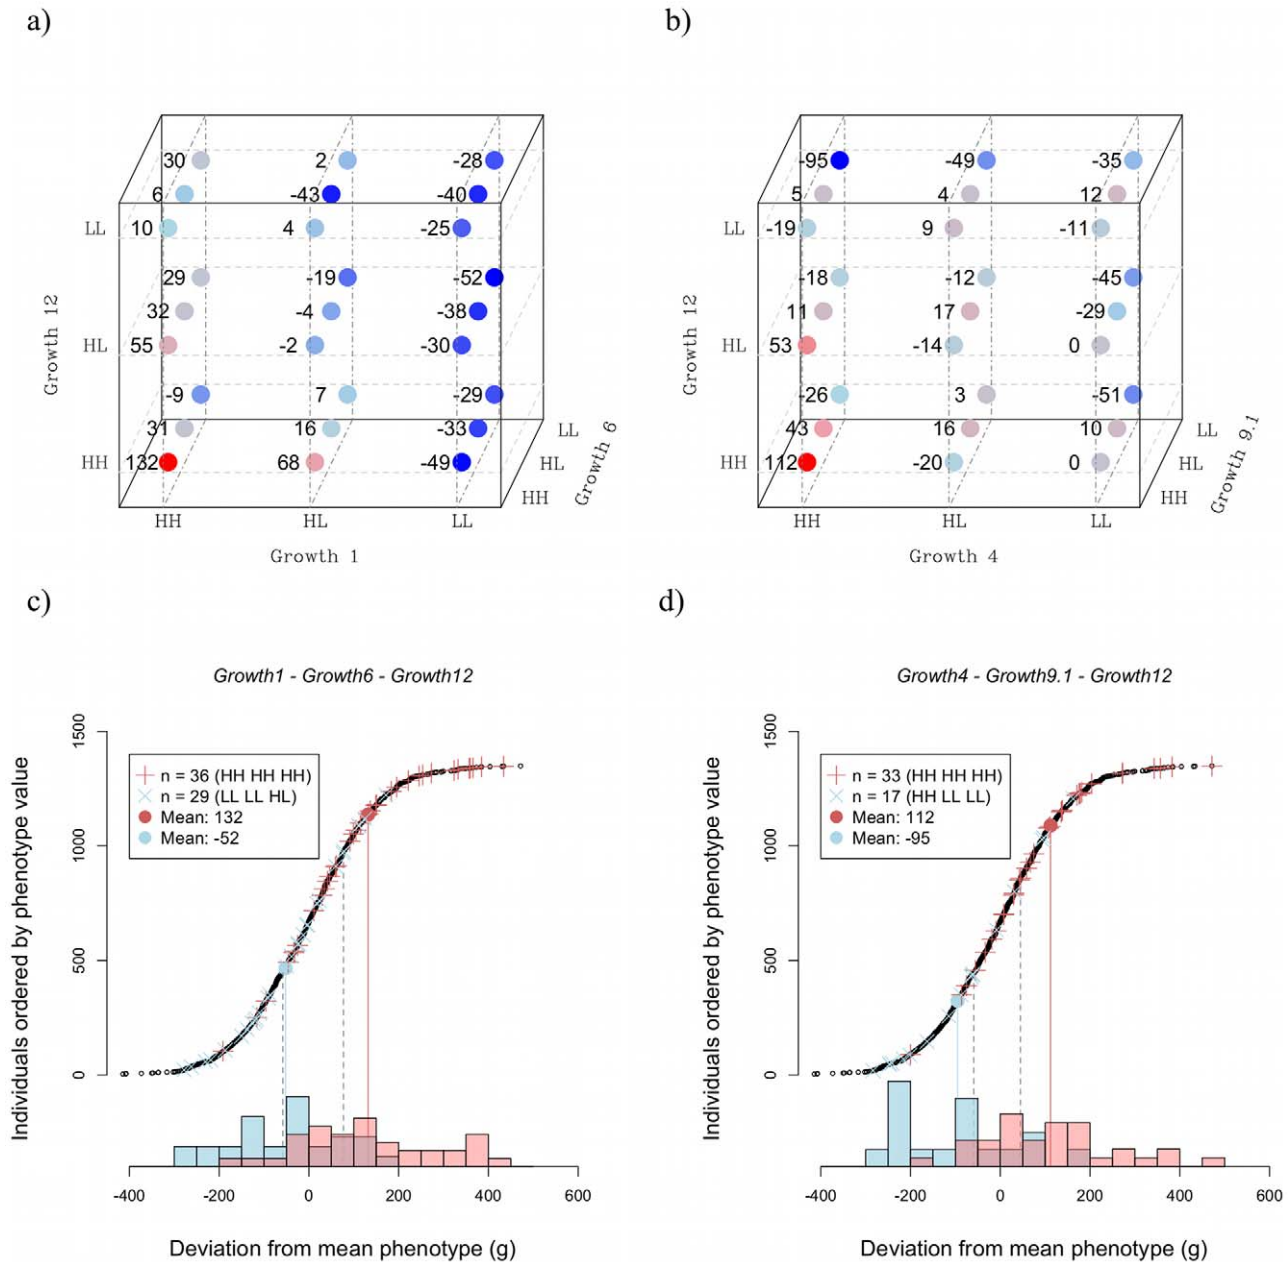 a)
30 2 -28
6 -43 -40
LL 10 4 -25
29 -19 -52
32 -4 -38
HL 55 -2 -30
-9 7 -29
31 16 -33 LL
HH 132 68 -49 HL
HH
HH HL LL
Growth 1
Growth 12
Growth 6
b)
-95 -49 -35
5 4 12
LL -19 9 -11
-18 -12 -45
11 17 -29
HL 53 -14 0
-26 3 -51
43 16 10 LL
HH 112 -20 0 HL
HH
HH HL LL
Growth 4
Growth 12
Growth 9.1
c)
Growth1 - Growth6 - Growth12
1500
n = 36 (HH HH HH)
n = 29 (LL LL HL)
Mean: 132
Mean: -52
1000
500
0
Individuals ordered by phenotype value
-400 -200 0 200 400 600
Deviation from mean phenotype (g)
d)
Growth4 - Growth9.1 - Growth12
1500
n = 33 (HH HH HH)
n = 17 (HH LL LL)
Mean: 112
Mean: -95
1000
500
0
Individuals ordered by phenotype value
-400 -200 0 200 400 600
Deviation from mean phenotype (g)